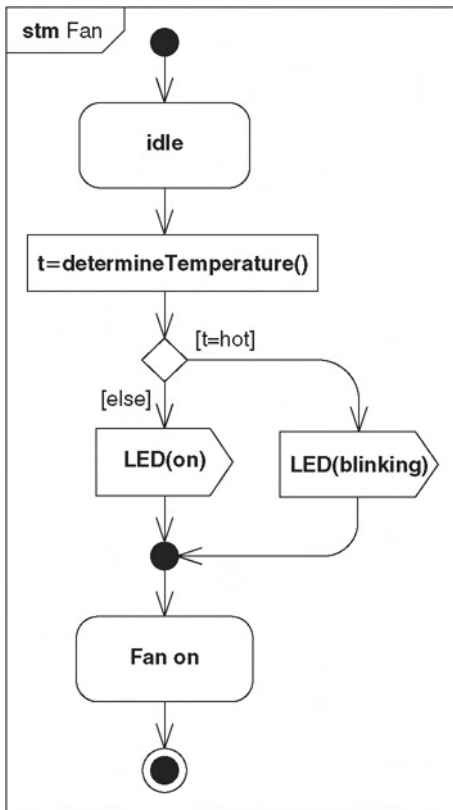 stm Fan
idle
t=determineTemperature()
[t=hot]
[else]
LED(on)
LED(blinking)
Fan on